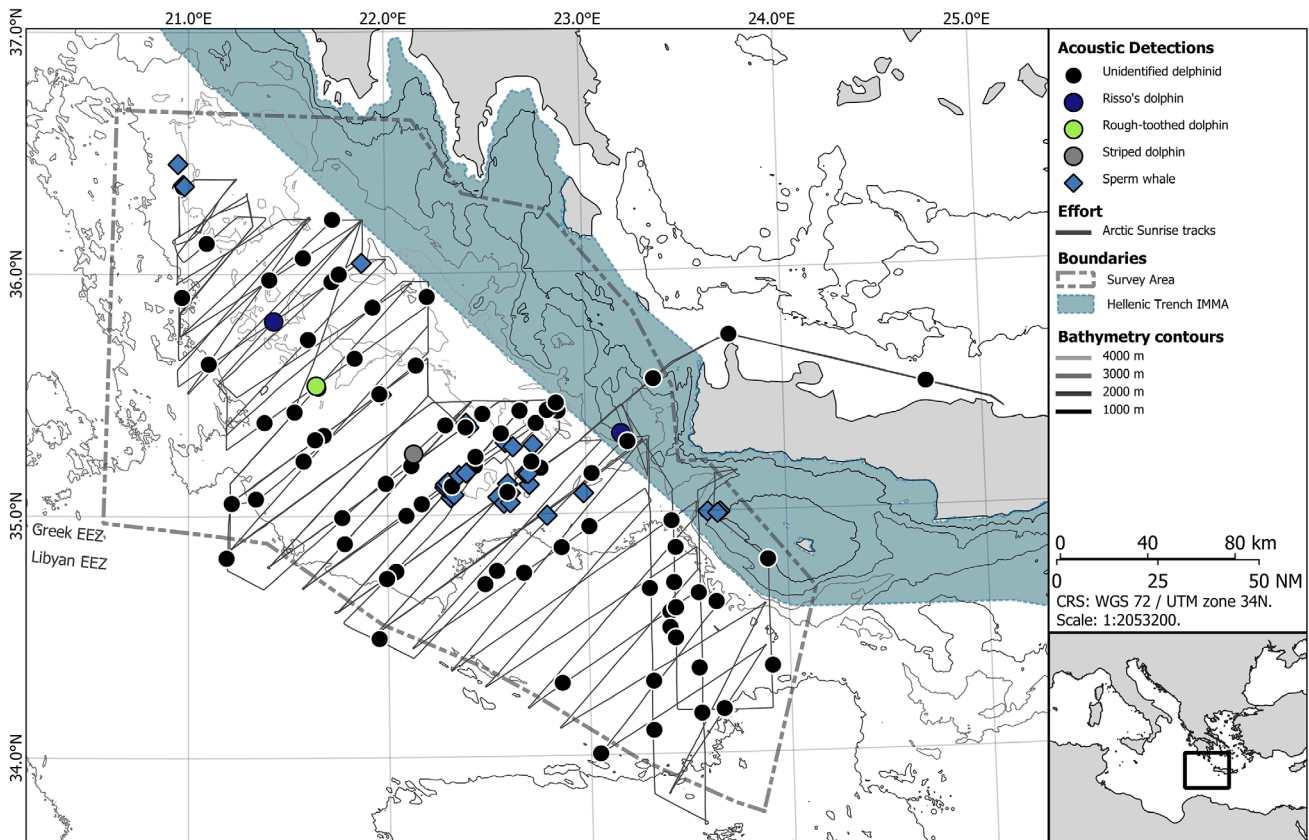 21.0°E 22.0°E 23.0°E 24.0°E 25.0°E
37.0°N
36.0°N
35.0°N
34.0°N
Greek EEZ
Libyan EEZ
Acoustic Detections
Unidentified delphinid
Risso's dolphin
Rough-toothed dolphin
Striped dolphin
Sperm whale
Effort
Arctic Sunrise tracks
Boundaries
Survey Area
Hellenic Trench IMMA
Bathymetry contours
4000 m
3000 m
2000 m
1000 m
0 40 80 km
0 25 50 NM
CRS: WGS 72 / UTM zone 34N.
Scale: 1:2053200.